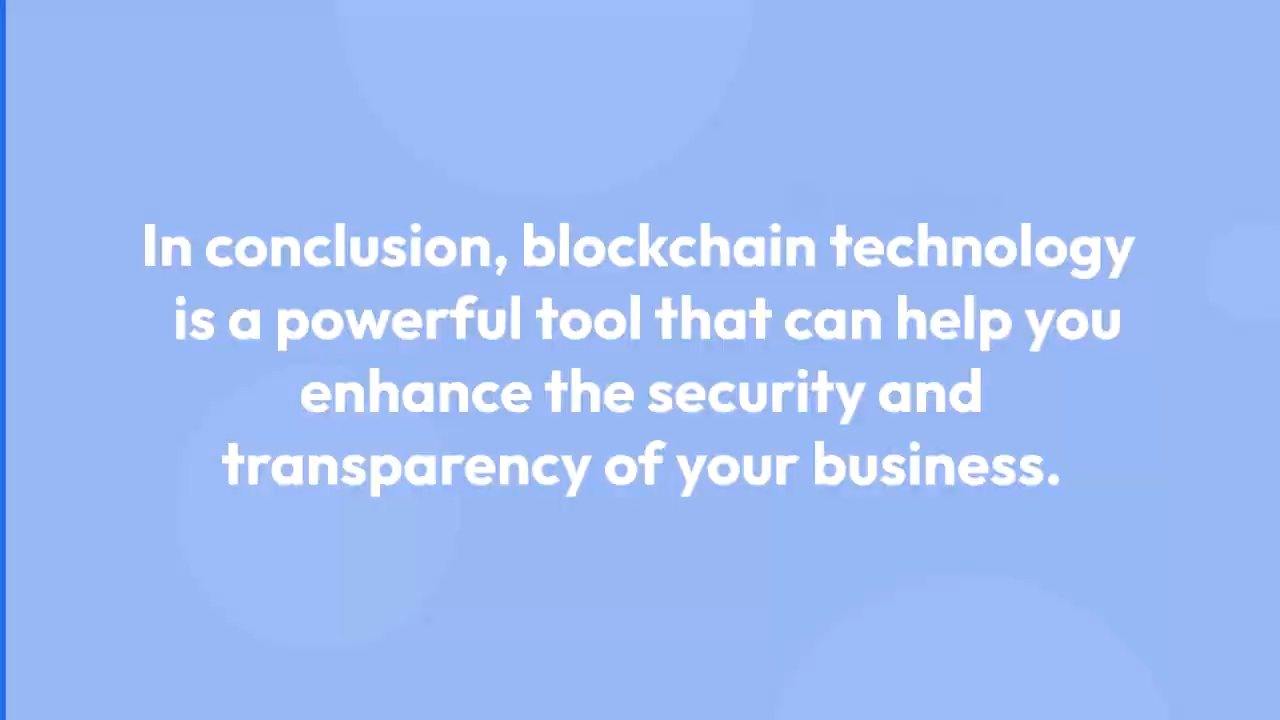 In conclusion, blockchain technology
is a powerful tool that can help you
enhance the security and
transparency of your business.